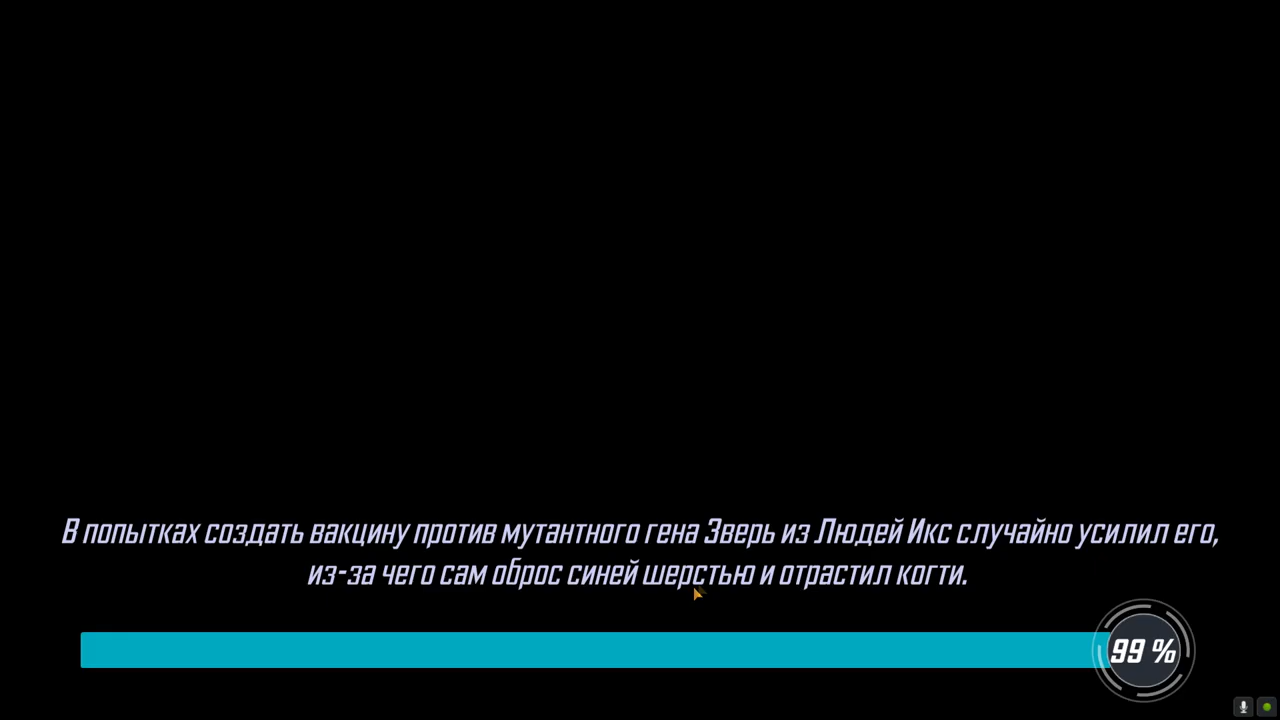 В попытках создать вакцину против мутантного гена Зверь из Людей Икс случайно усилил его,
из-за чего сам оброс синей шерстью и отрастил когти.
99 %